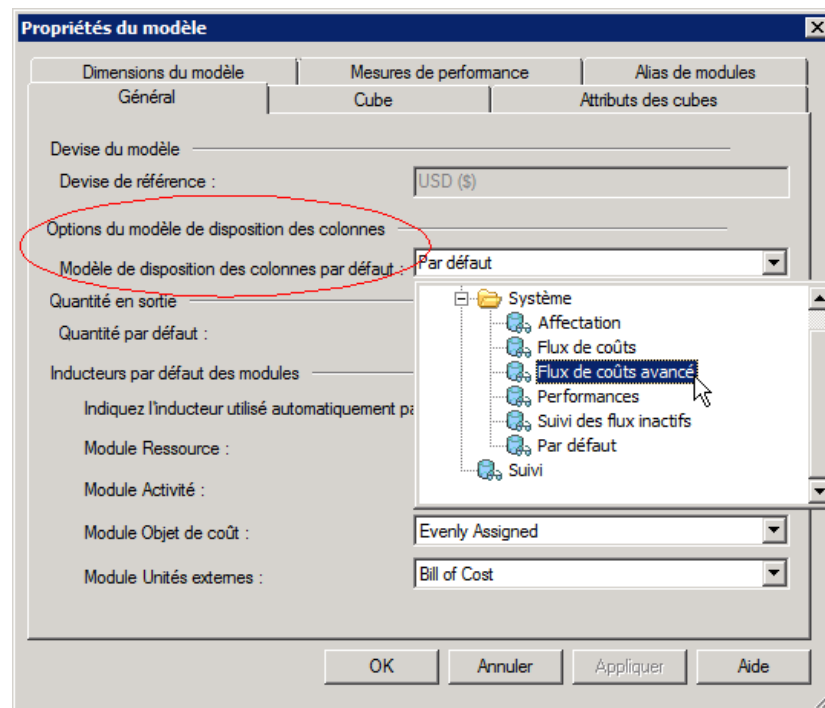 Propriétés du modèle
Dimensions du modèle
Mesures de performance
Alias de modules
Général
Cube
Attributs des cubes
Devise du modèle
Devise de référence :
USD ($)
Options du modèle de disposition des colonnes
Modèle de disposition des colonnes par défaut :
Par défaut
Système
Affectation
Flux de coûts
Flux de coûts avancé
Performances
Suivi des flux inactifs
Par défaut
Suivi
Quantité en sortie
Quantité par défaut :
Inducteurs par défaut des modules
Indiquez l'inducteur utilisé automatiquement
Module Ressource :
Module Activité :
Module Objet de coût :
Evenly Assigned
Module Unités externes :
Bill of Cost
OK
Annuler
Appliquer
Aide